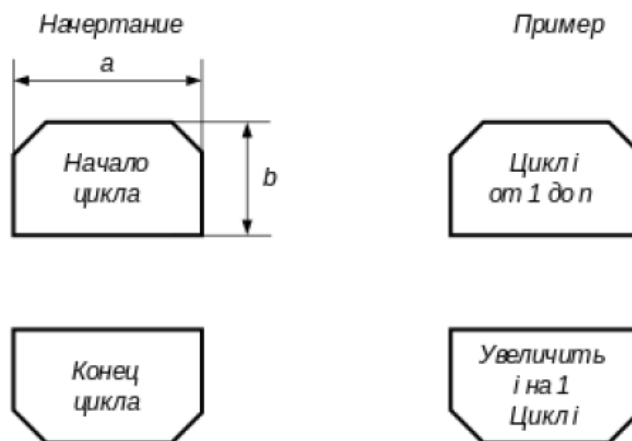 Начертание
Пример
a
Начало
цикла
b
Цикл i
от 1 до n
Конец
цикла
Увеличить
i на 1
Цикл i